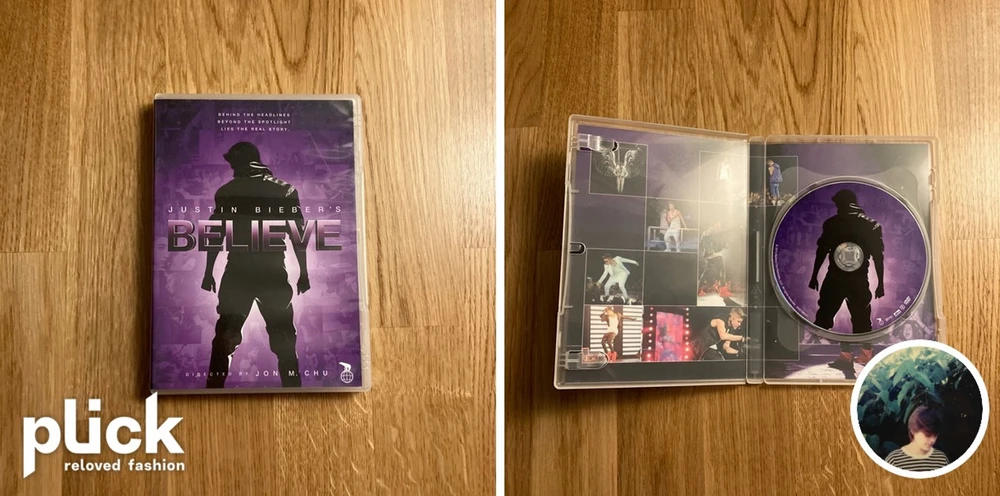 BEHIND THE HEADLINES
BEYOND THE SPOTLIGHT
LIES THE REAL STORY.
JUSTIN BIEBER'S
BELIEVE
DIRECTED BY JON M. CHU
plick
reloved fashion